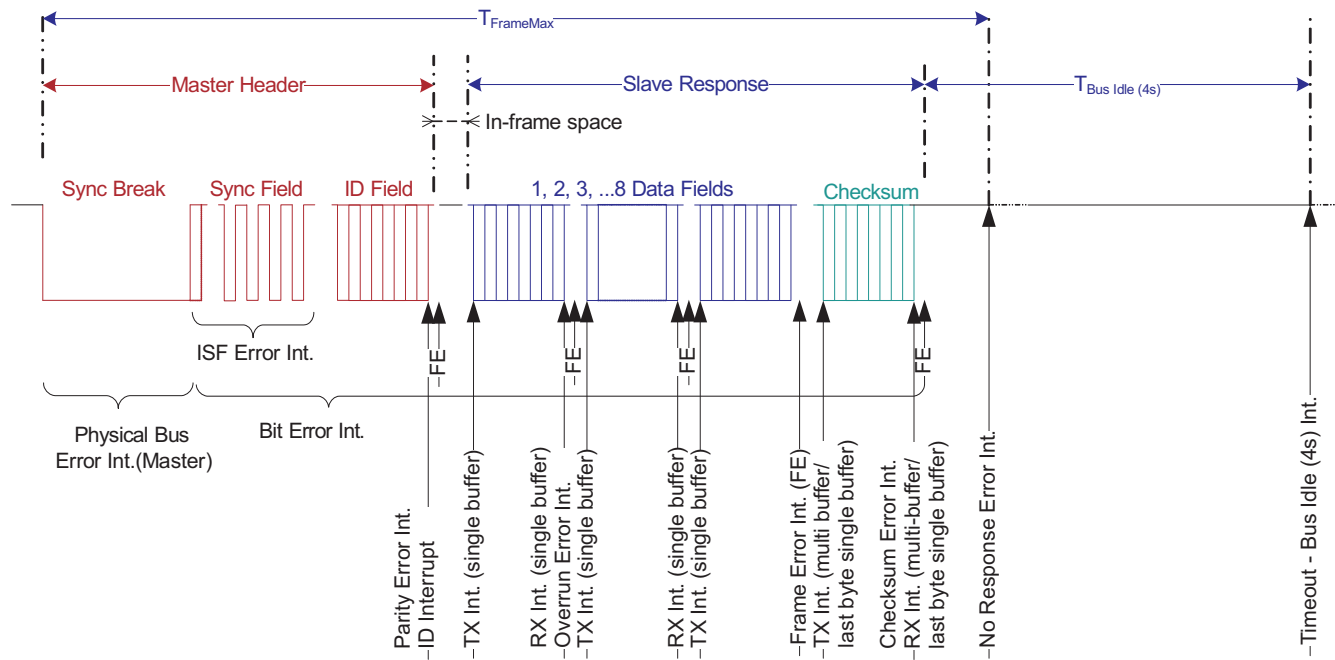 TFrameMax
Master Header
Slave Response
TBus Idle (4s)
In-frame space
Sync Break
Sync Field
ID Field
1, 2, 3, ...8 Data Fields
Checksum
ISF Error Int.
FE
FE
FE
FE
Physical Bus
Error Int.(Master)
Bit Error Int.
Parity Error Int.
ID Interrupt
TX Int. (single buffer)
RX Int. (single buffer)
Overrun Error Int.
TX Int. (single buffer)
RX Int. (single buffer)
TX Int. (single buffer)
Frame Error Int. (FE)
TX Int. (multi buffer/
last byte single buffer)
Checksum Error Int.
RX Int. (multi-buffer/
last byte single buffer)
No Response Error Int.
Timeout - Bus Idle (4s) Int.